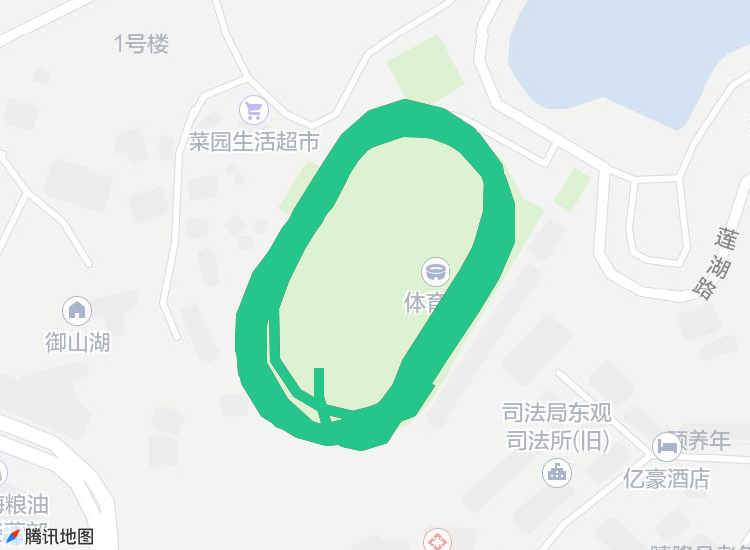 1号楼
菜园生活超市
莲湖路
体育
御山湖
司法局东观
司法所(旧)
颐养年
亿豪酒店
粮油
腾讯地图